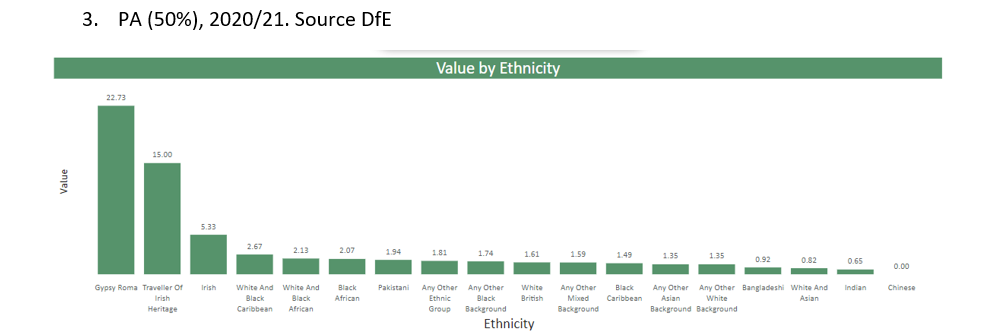 3. PA (50%), 2020/21. Source DfE
Value by Ethnicity
22.73
15.00
5.33
2.67
2.13
2.07
1.94
1.81
1.74
1.61
1.59
1.49
1.35
1.35
0.92
0.82
0.65
0.00
Value
Gypsy Roma
Traveller Of
Irish
Heritage
Irish
White And
Black
Caribbean
White And
Black
African
Black
African
Pakistani
Any Other
Ethnic
Group
Any Other
Black
Background
White
British
Any Other
Mixed
Background
Black
Caribbean
Any Other
Asian
Background
Any Other
White
Background
Bangladeshi
White And
Asian
Indian
Chinese
Ethnicity